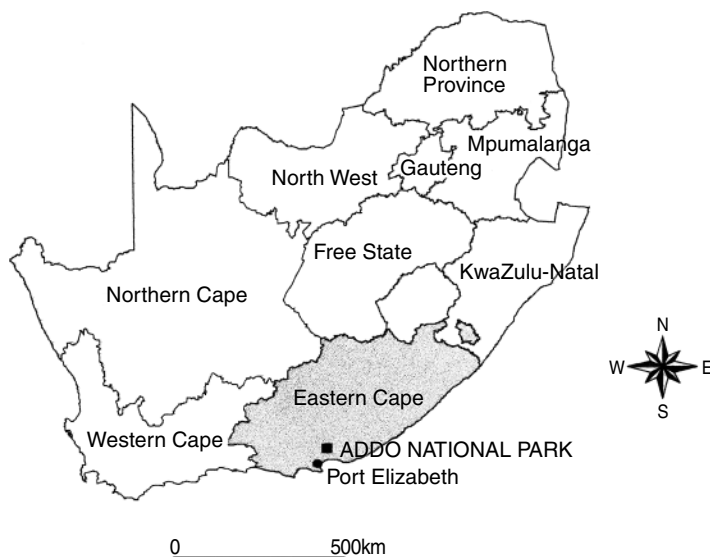 Northern
Province
Mpumalanga
Gauteng
North West
Free State
KwaZulu-Natal
Northern Cape
N
W E
S
Eastern Cape
Western Cape
ADDO NATIONAL PARK
Port Elizabeth
0 500km